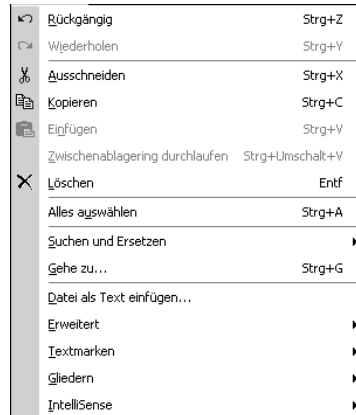 Rückgängig Strg+Z
Wiederholen Strg+Y
Ausschneiden Strg+X
Kopieren Strg+C
Einfügen Strg+V
Zwischenablagering durchlaufen Strg+Umschalt+V
Löschen Entf
Alles auswählen Strg+A
Suchen und Ersetzen
Gehe zu... Strg+G
Datei als Text einfügen...
Erweitert
Textmarken
Gliedern
IntelliSense